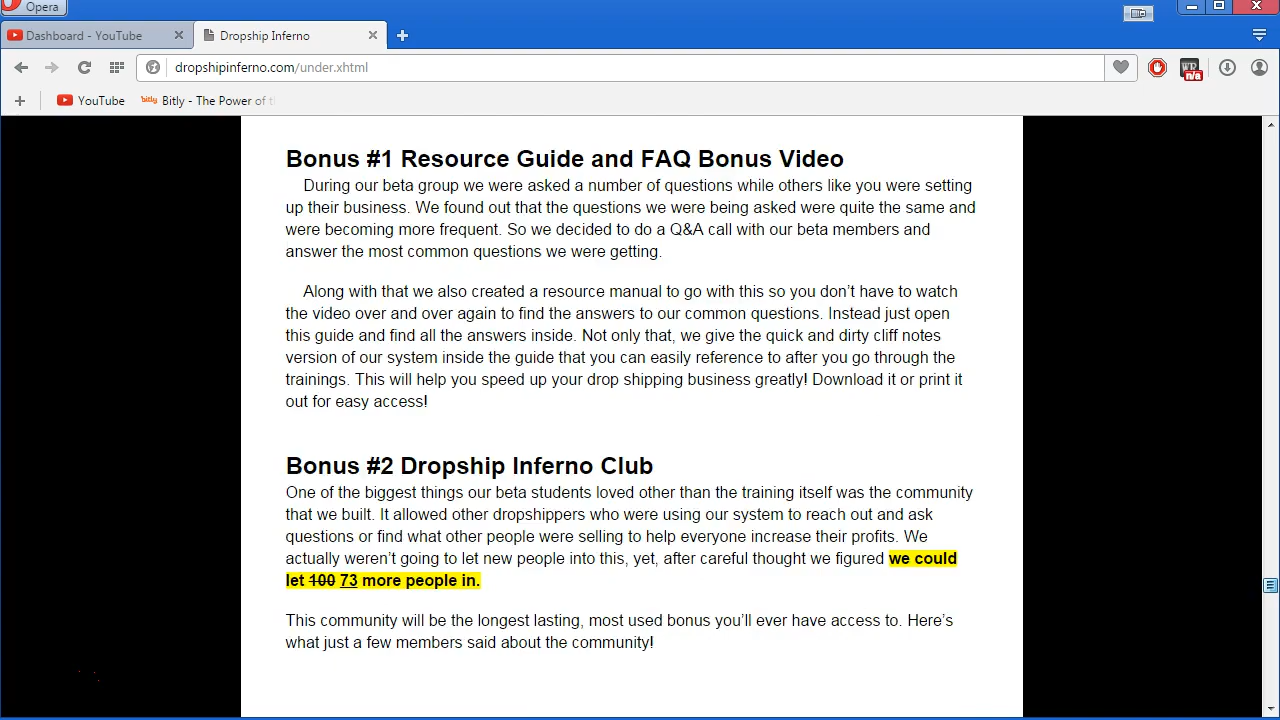 Opera
Dashboard - YouTube
Dropship Inferno
dropshipinferno.com/under.xhtml
WP n/a
YouTube
bitly Bitly - The Power of t
Bonus #1 Resource Guide and FAQ Bonus Video
During our beta group we were asked a number of questions while others like you were setting
up their business. We found out that the questions we were being asked were quite the same and
were becoming more frequent. So we decided to do a Q&A call with our beta members and
answer the most common questions we were getting.
Along with that we also created a resource manual to go with this so you don’t have to watch
the video over and over again to find the answers to our common questions. Instead just open
this guide and find all the answers inside. Not only that, we give the quick and dirty cliff notes
version of our system inside the guide that you can easily reference to after you go through the
trainings. This will help you speed up your drop shipping business greatly! Download it or print it
out for easy access!
Bonus #2 Dropship Inferno Club
One of the biggest things our beta students loved other than the training itself was the community
that we built. It allowed other dropshippers who were using our system to reach out and ask
questions or find what other people were selling to help everyone increase their profits. We
actually weren’t going to let new people into this, yet, after careful thought we figured we could
let 100 73 more people in.
This community will be the longest lasting, most used bonus you’ll ever have access to. Here’s
what just a few members said about the community!